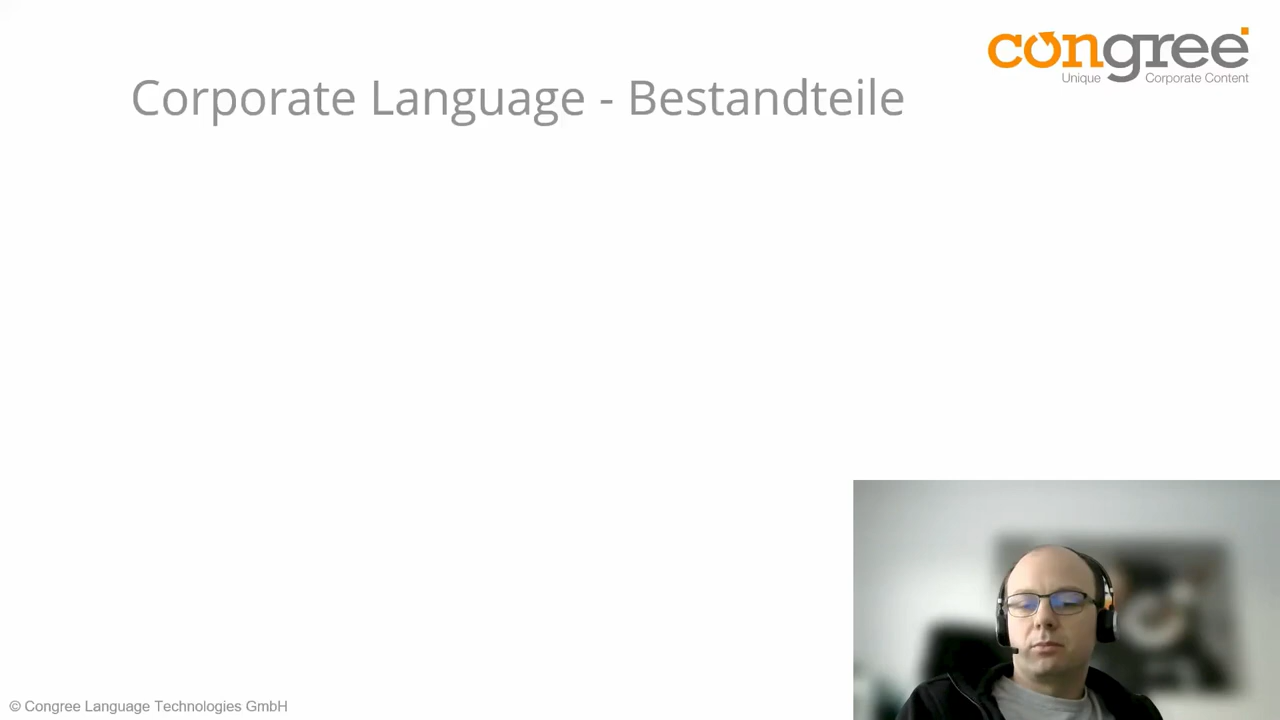 congree
Unique Corporate Content
Corporate Language - Bestandteile
© Congree Language Technologies GmbH